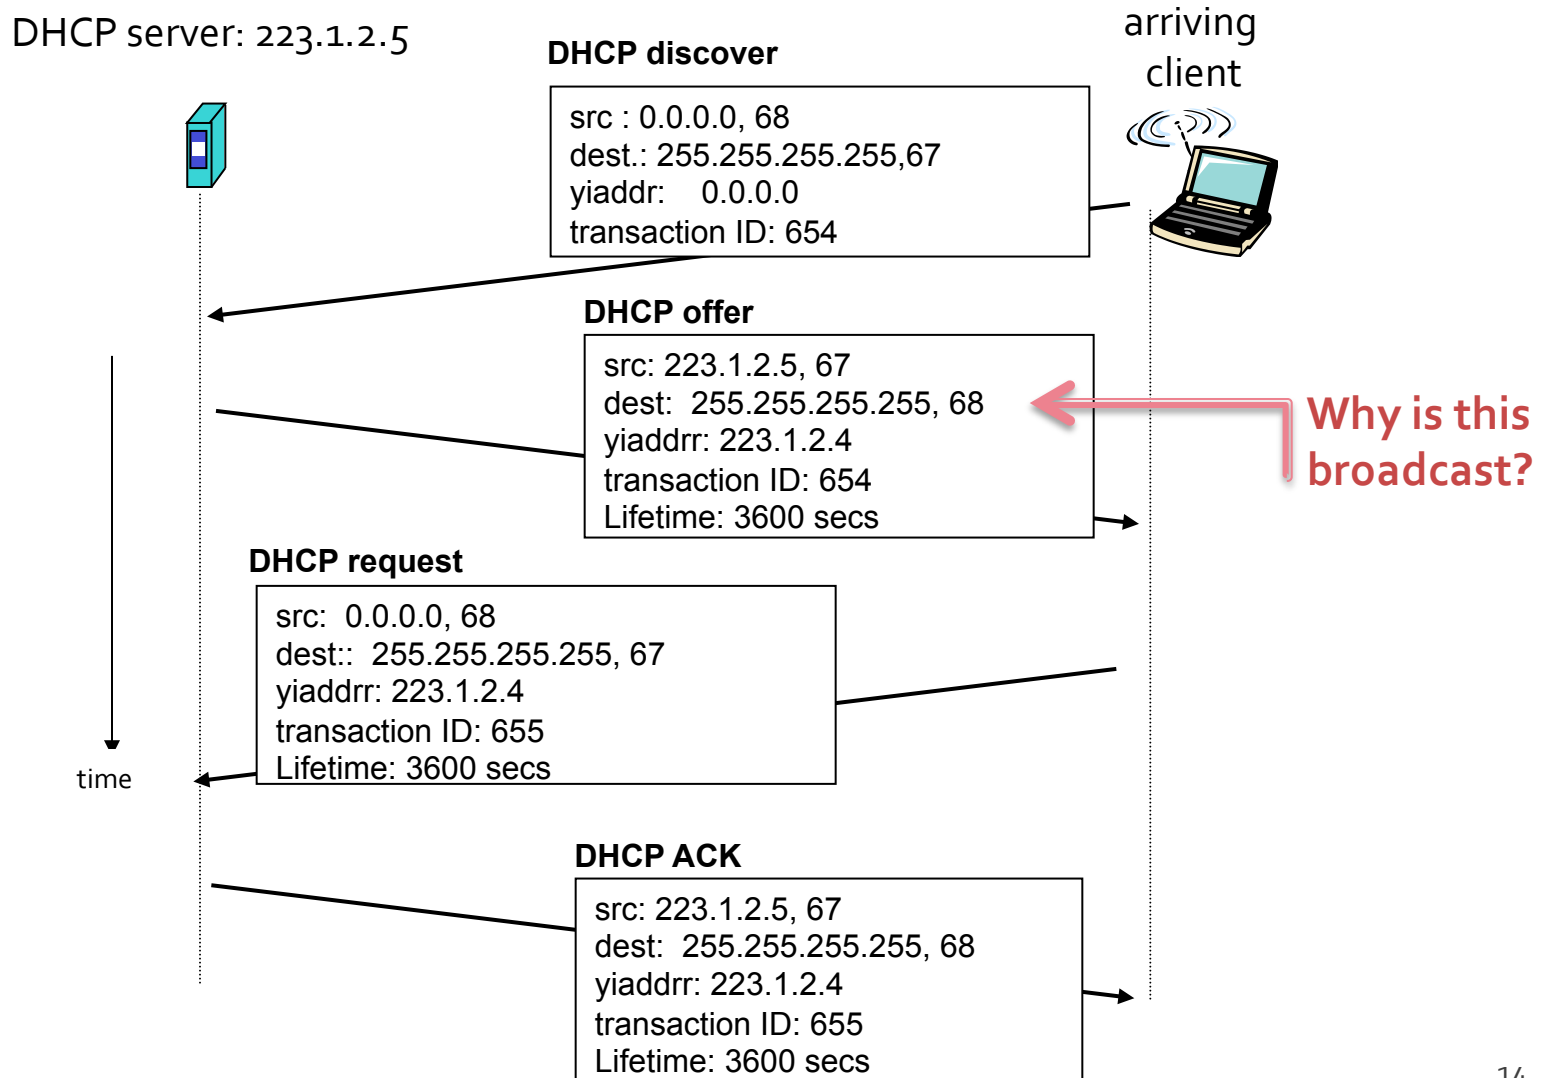 DHCP server: 223.1.2.5
arriving
client
DHCP discover
src : 0.0.0.0, 68
dest.: 255.255.255.255,67
yiaddr: 0.0.0.0
transaction ID: 654
DHCP offer
src: 223.1.2.5, 67
dest: 255.255.255.255, 68
yiaddrr: 223.1.2.4
transaction ID: 654
Lifetime: 3600 secs
Why is this
broadcast?
DHCP request
src: 0.0.0.0, 68
dest:: 255.255.255.255, 67
yiaddrr: 223.1.2.4
transaction ID: 655
Lifetime: 3600 secs
time
DHCP ACK
src: 223.1.2.5, 67
dest: 255.255.255.255, 68
yiaddrr: 223.1.2.4
transaction ID: 655
Lifetime: 3600 secs
14